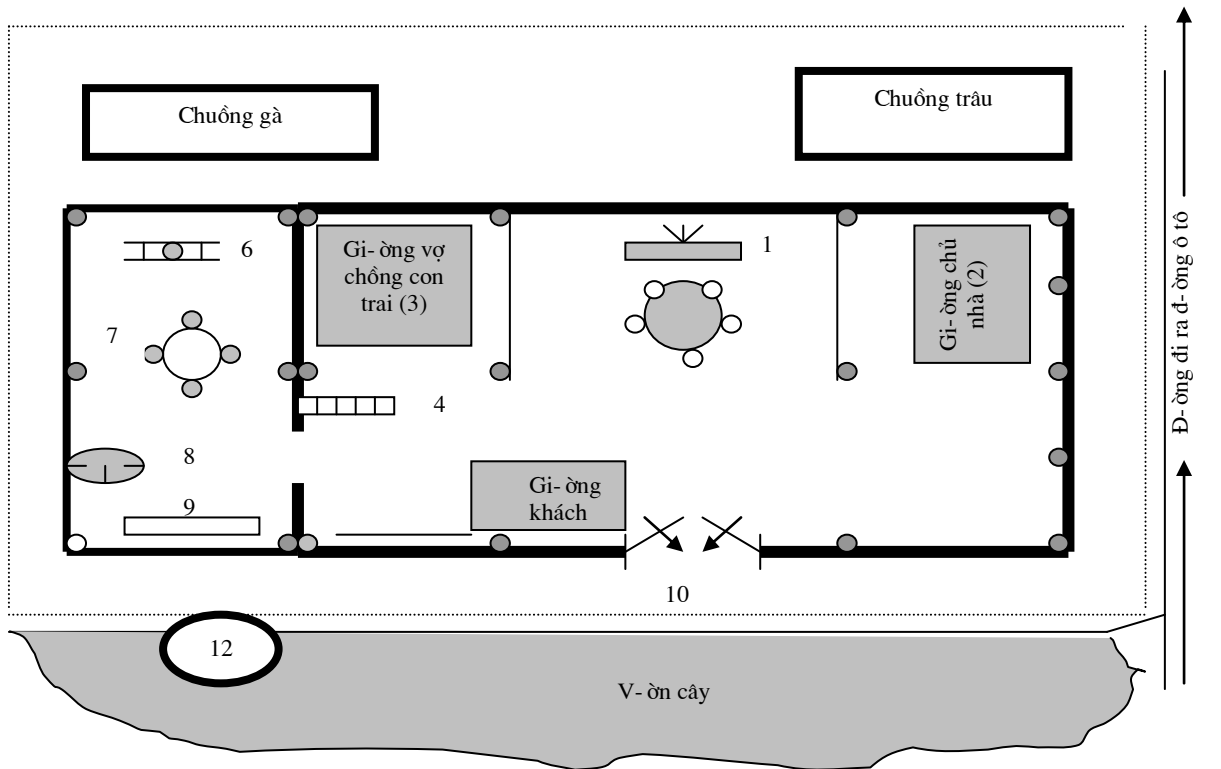 Chuồng gà
Chuồng trâu
6
Gi- ờng vợ
chồng con
trai (3)
1
Gi- ờng chủ
nhà (2)
7
4
8
9
Gi- ờng
khách
10
12
V- ờn cây
Đ- ờng đi ra đ- ờng ô tô